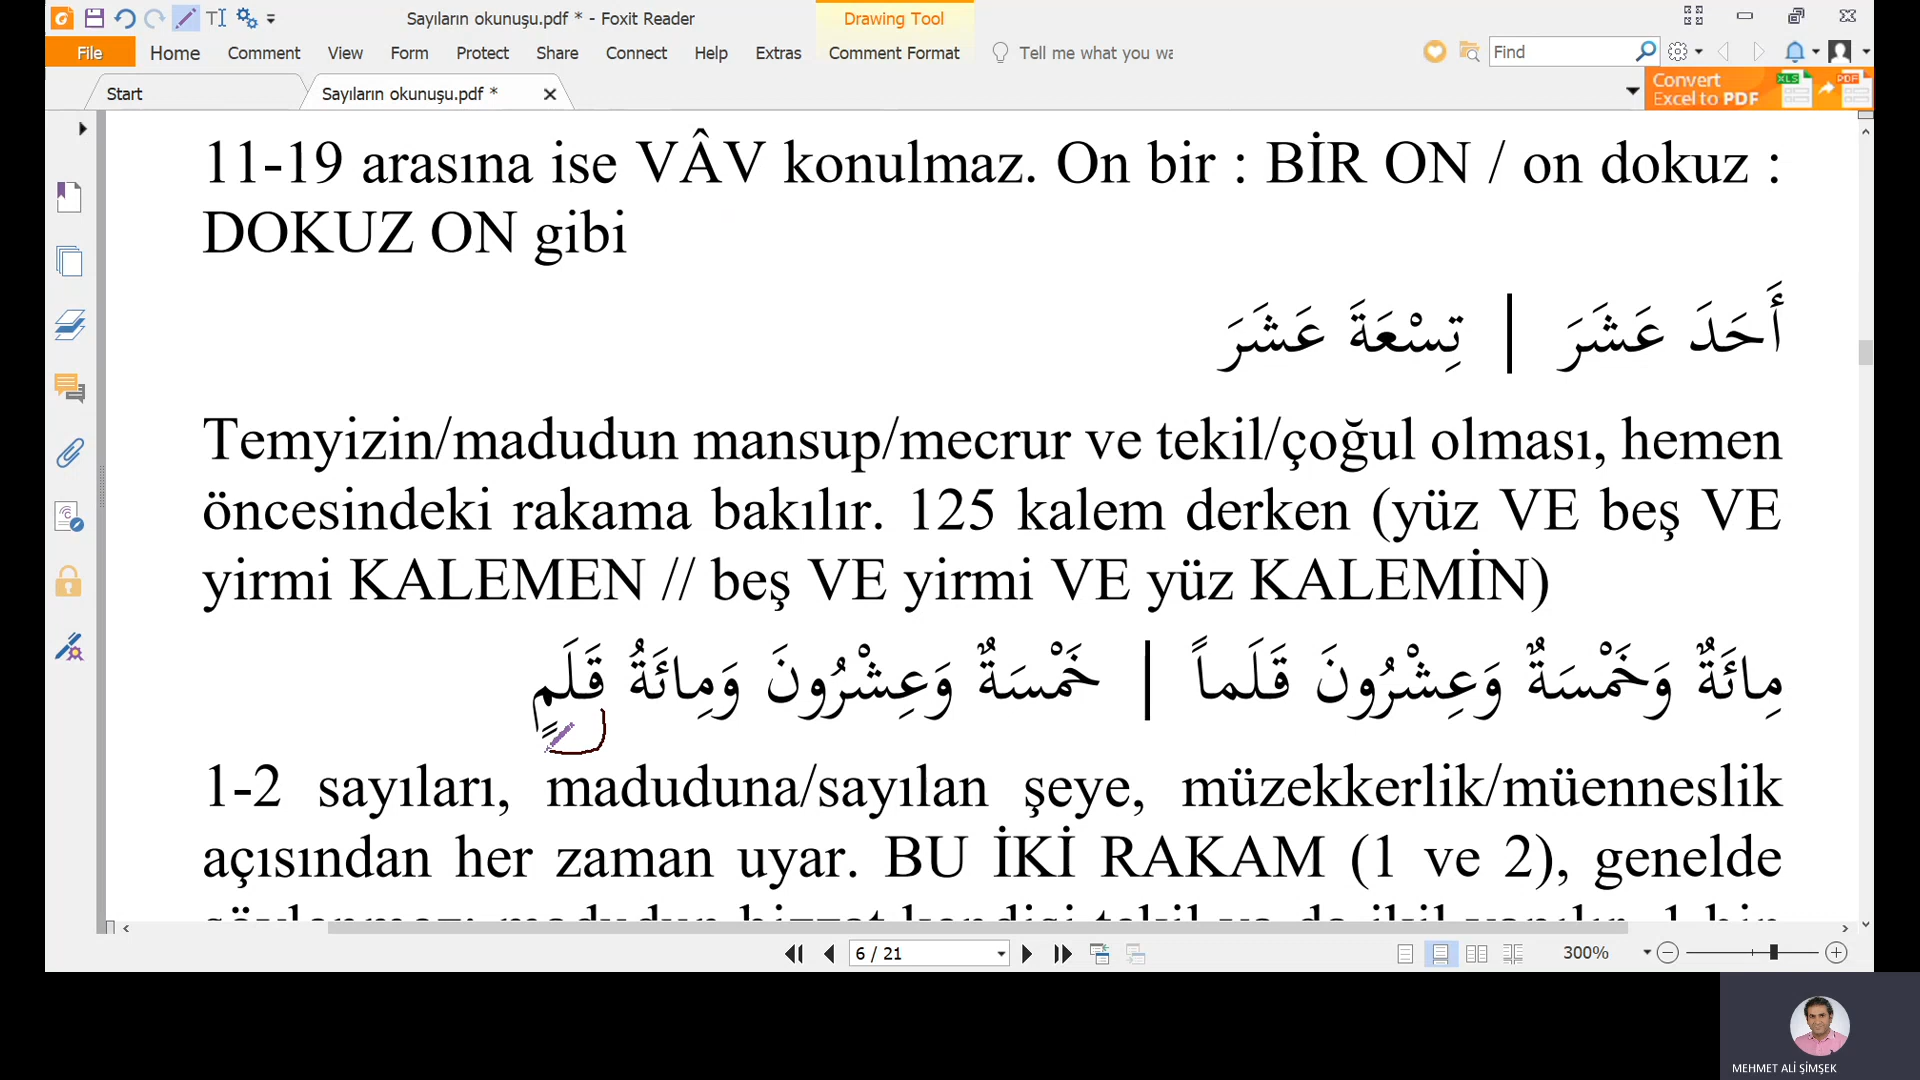 Sayıların okunuşu.pdf * - Foxit Reader
Drawing Tool
File Home Comment View Form Protect Share Connect Help Extras Comment Format Tell me what you wa
Find
Start
Sayıların okunuşu.pdf *
Convert
Excel to PDF
XLS
PDF
11-19 arasına ise VÂV konulmaz. On bir : BİR ON / on dokuz :
DOKUZ ON gibi
أَحَدَ عَشَرَ | تِسْعَةَ عَشَرَ
Temyizin/madudun mansup/mecrur ve tekil/çoğul olması, hemen
öncesindeki rakama bakılır. 125 kalem derken (yüz VE beş VE
yirmi KALEMEN // beş VE yirmi VE yüz KALEMİN)
مِائَةٌ وَخَمْسَةٌ وَعِشْرُونَ قَلَماً | خَمْسَةٌ وَعِشْرُونَ وَمِائَةُ قَلَمٍ
1-2 sayıları, maduduna/sayılan şeye, müzekkerlik/müenneslik
açısından her zaman uyar. BU İKİ RAKAM (1 ve 2), genelde
6 / 21
300%
MEHMET ALİ ŞİMŞEK